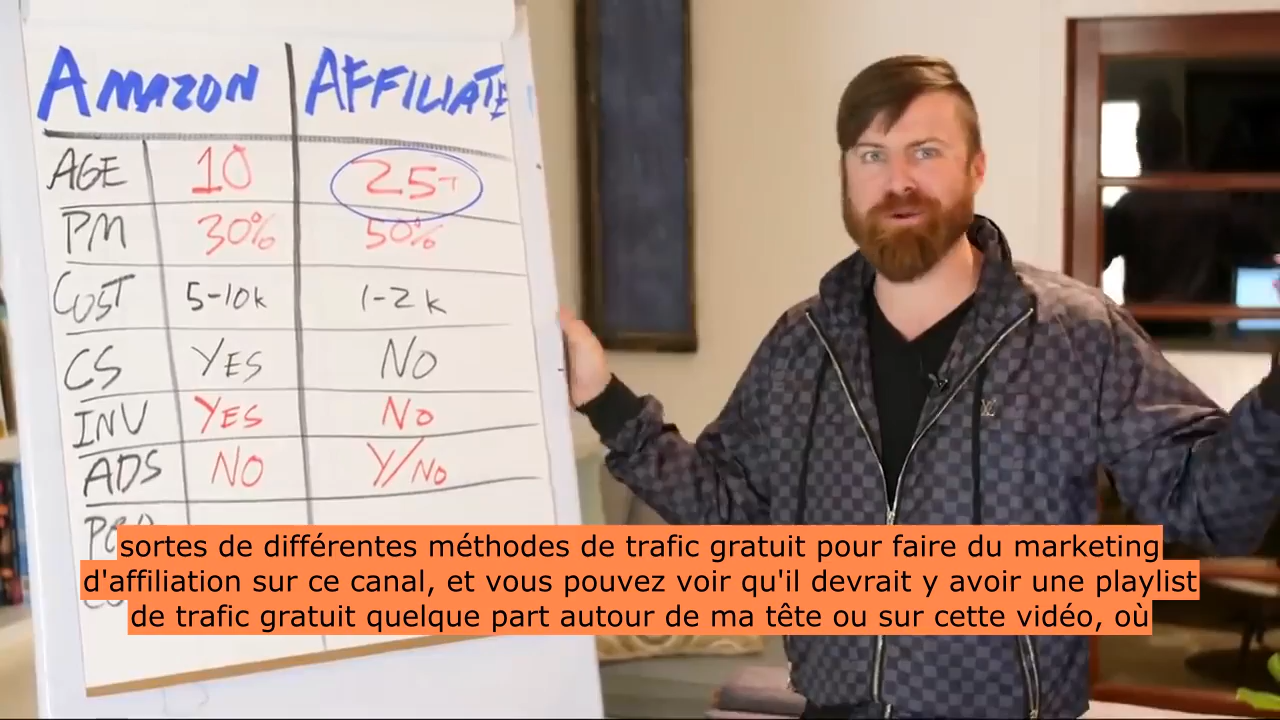 AMAZON AFFILIATE
AGE 10 25+
PM 30% 50%
COST 5-10k 1-2k
CS YES NO
INV YES NO
ADS NO Y/NO
sortes de différentes méthodes de trafic gratuit pour faire du marketing
d'affiliation sur ce canal, et vous pouvez voir qu'il devrait y avoir une playlist
de trafic gratuit quelque part autour de ma tête ou sur cette vidéo, où